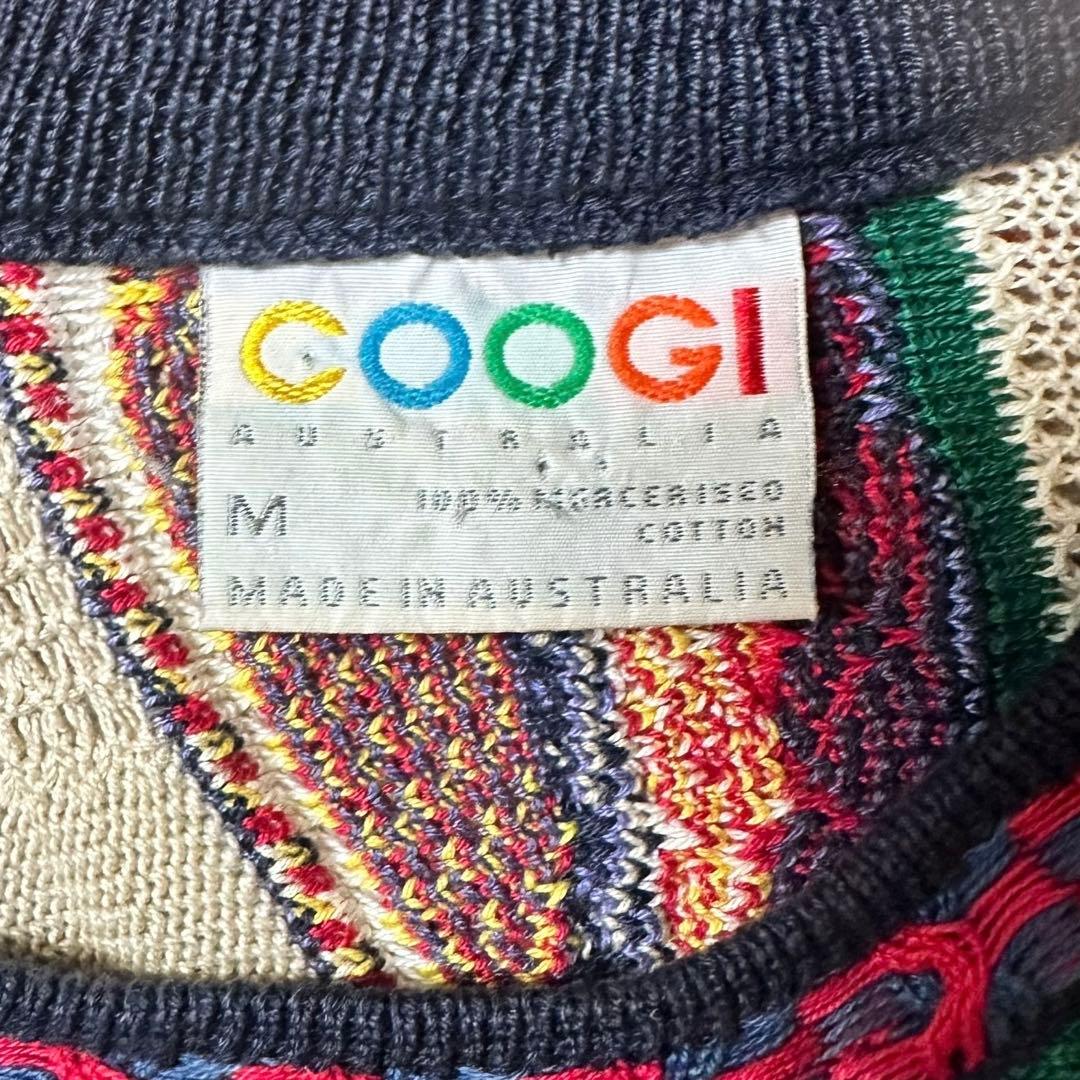 COOGI
AUSTRALIA
M
100% MERCERISED
COTTON
MADE IN AUSTRALIA